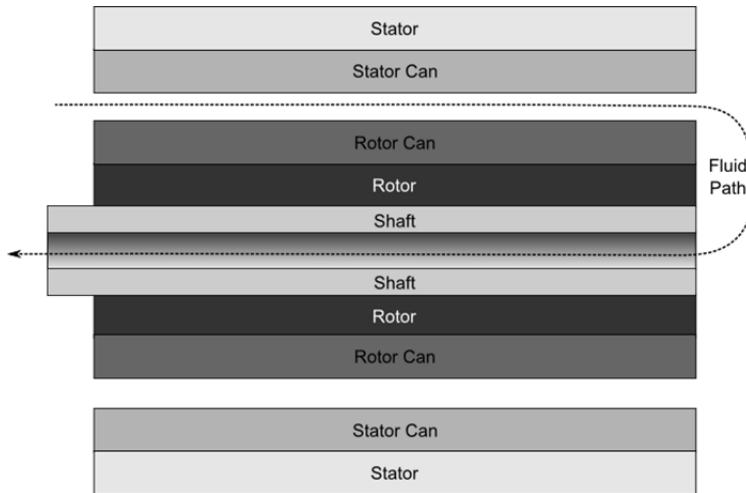 Stator
Stator Can
Rotor Can
Rotor
Fluid
Path
Shaft
Shaft
Rotor
Rotor Can
Stator Can
Stator